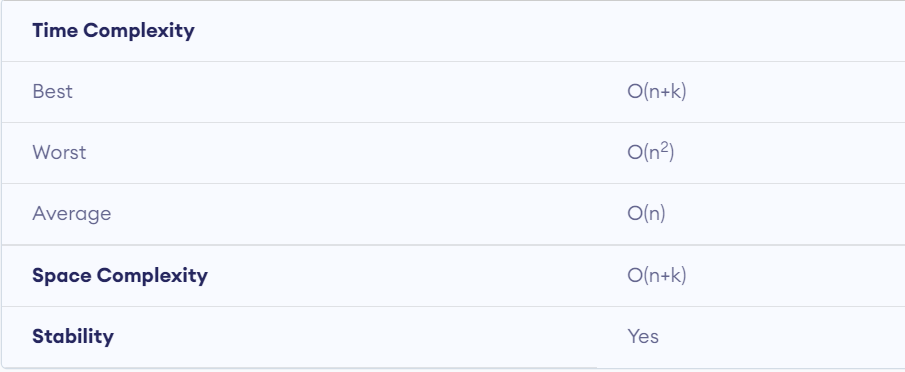 Time Complexity
Best O(n+k)
Worst O(n²)
Average O(n)
Space Complexity O(n+k)
Stability Yes